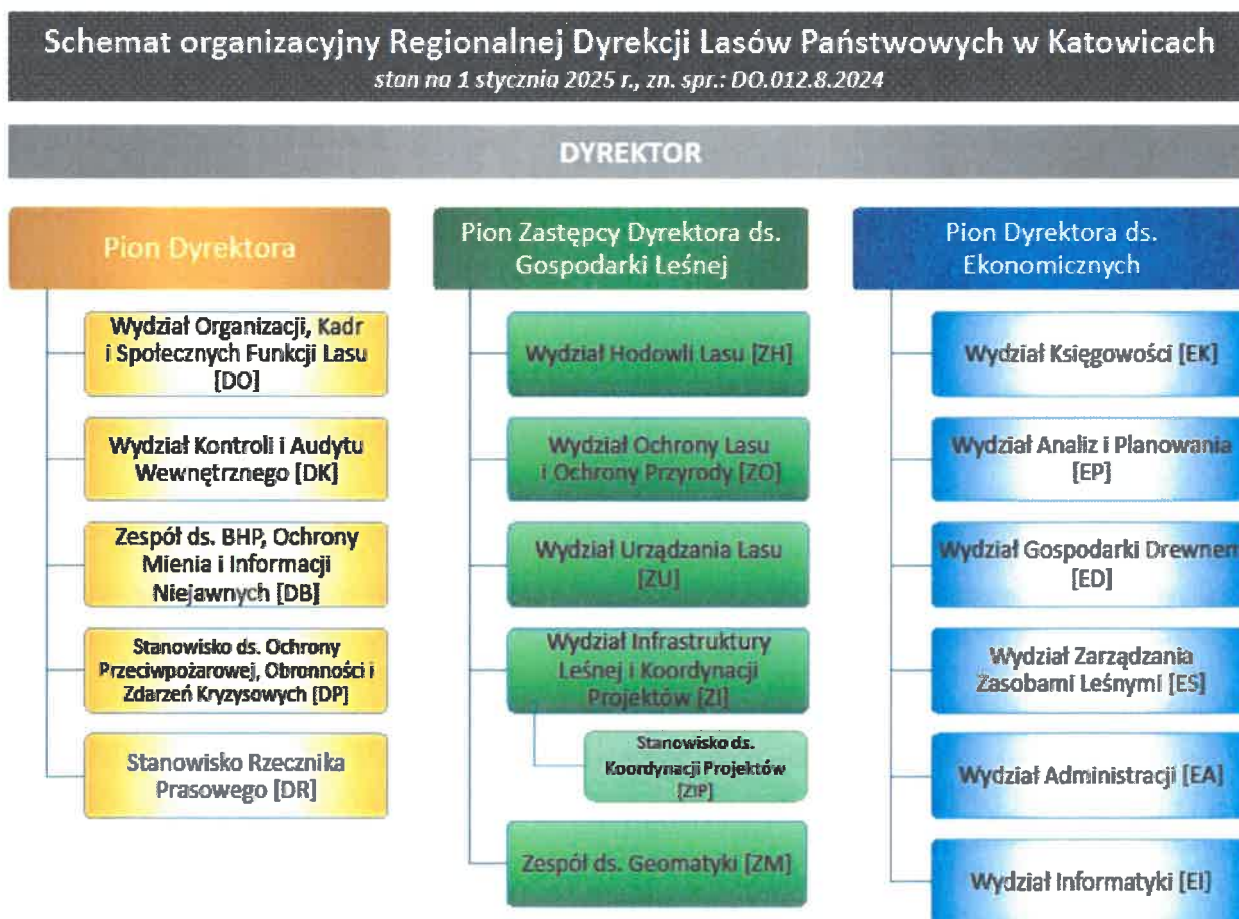 Schemat organizacyjny Regionalnej Dyrekcji Lasów Państwowych w Katowicach
stan na 1 stycznia 2025 r., zn. spr.: DO.012.8.2024
DYREKTOR
Pion Dyrektora
Wydział Organizacji, Kadr
i Społecznych Funkcji Lasu
[DO]
Wydział Kontroli i Audytu
Wewnętrznego [DK]
Zespół ds. BHP, Ochrony
Mienia i Informacji
Niejawnych [DB]
Stanowisko ds. Ochrony
Przeciwpożarowej, Obronności i
Zdarzeń Kryzysowych [DP]
Stanowisko Rzecznika
Prasowego [DR]
Pion Zastępcy Dyrektora ds.
Gospodarki Leśnej
Wydział Hodowli Lasu [ZH]
Wydział Ochrony Lasu
i Ochrony Przyrody [ZO]
Wydział Urządzania Lasu
[ZU]
Wydział Infrastruktury
Leśnej i Koordynacji
Projektów [ZI]
Stanowisko ds.
Koordynacji Projektów
[ZIP]
Zespół ds. Geomatyki [ZM]
Pion Dyrektora ds.
Ekonomicznych
Wydział Księgowości [EK]
Wydział Analiz i Planowania
[EP]
Wydział Gospodarki Drewnem
[ED]
Wydział Zarządzania
Zasobami Leśnymi [ES]
Wydział Administracji [EA]
Wydział Informatyki [EI]